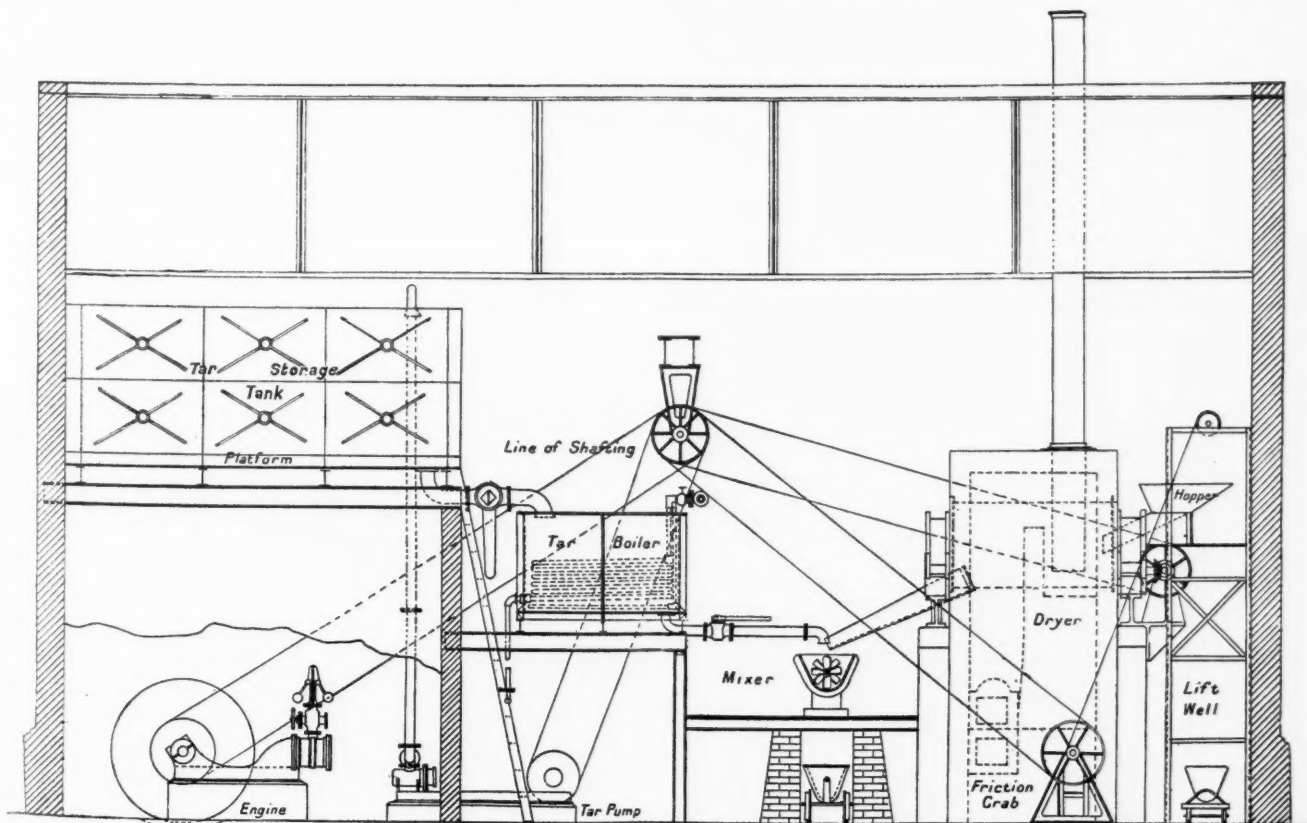 Tar Storage
Tank
Platform
Line of Shafting
Hopper
Tar Boiler
Dryer
Mixer
Lift
Well
Friction
Crab
Engine
Tar Pump